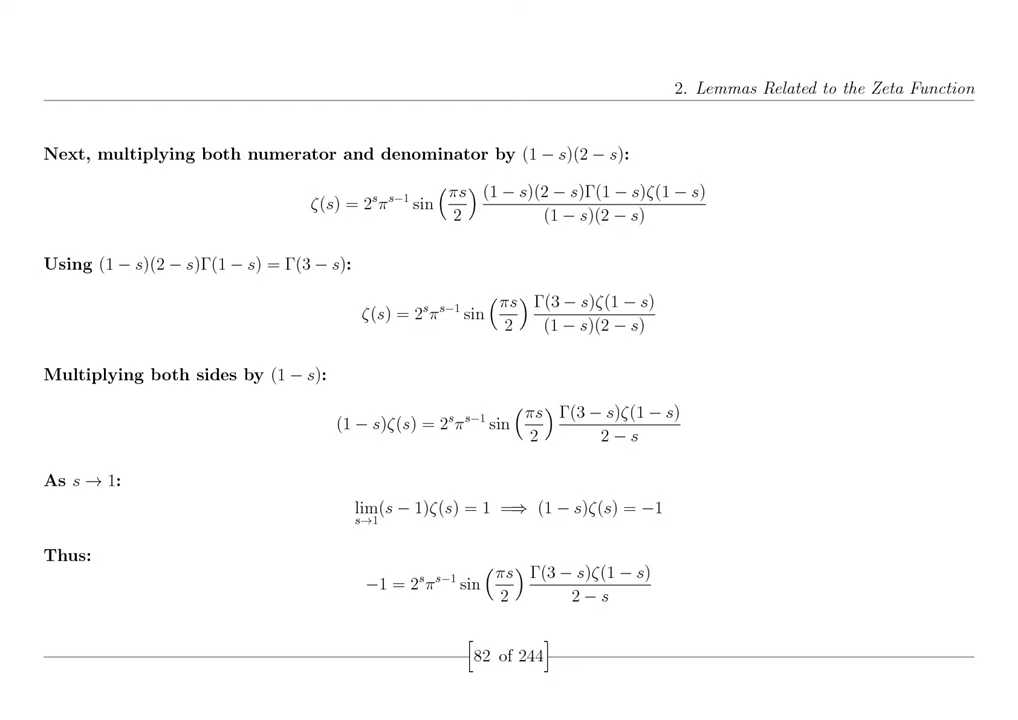 2. Lemmas Related to the Zeta Function
Next, multiplying both numerator and denominator by (1 − s)(2 − s):
ζ(s) = 2^s π^{s−1} sin(πs/2) (1 − s)(2 − s)Γ(1 − s)ζ(1 − s) / (1 − s)(2 − s)
Using (1 − s)(2 − s)Γ(1 − s) = Γ(3 − s):
ζ(s) = 2^s π^{s−1} sin(πs/2) Γ(3 − s)ζ(1 − s) / (1 − s)(2 − s)
Multiplying both sides by (1 − s):
(1 − s)ζ(s) = 2^s π^{s−1} sin(πs/2) Γ(3 − s)ζ(1 − s) / 2 − s
As s → 1:
lim_{s→1}(s − 1)ζ(s) = 1 ⟹ (1 − s)ζ(s) = −1
Thus:
−1 = 2^s π^{s−1} sin(πs/2) Γ(3 − s)ζ(1 − s) / 2 − s
[82 of 244]